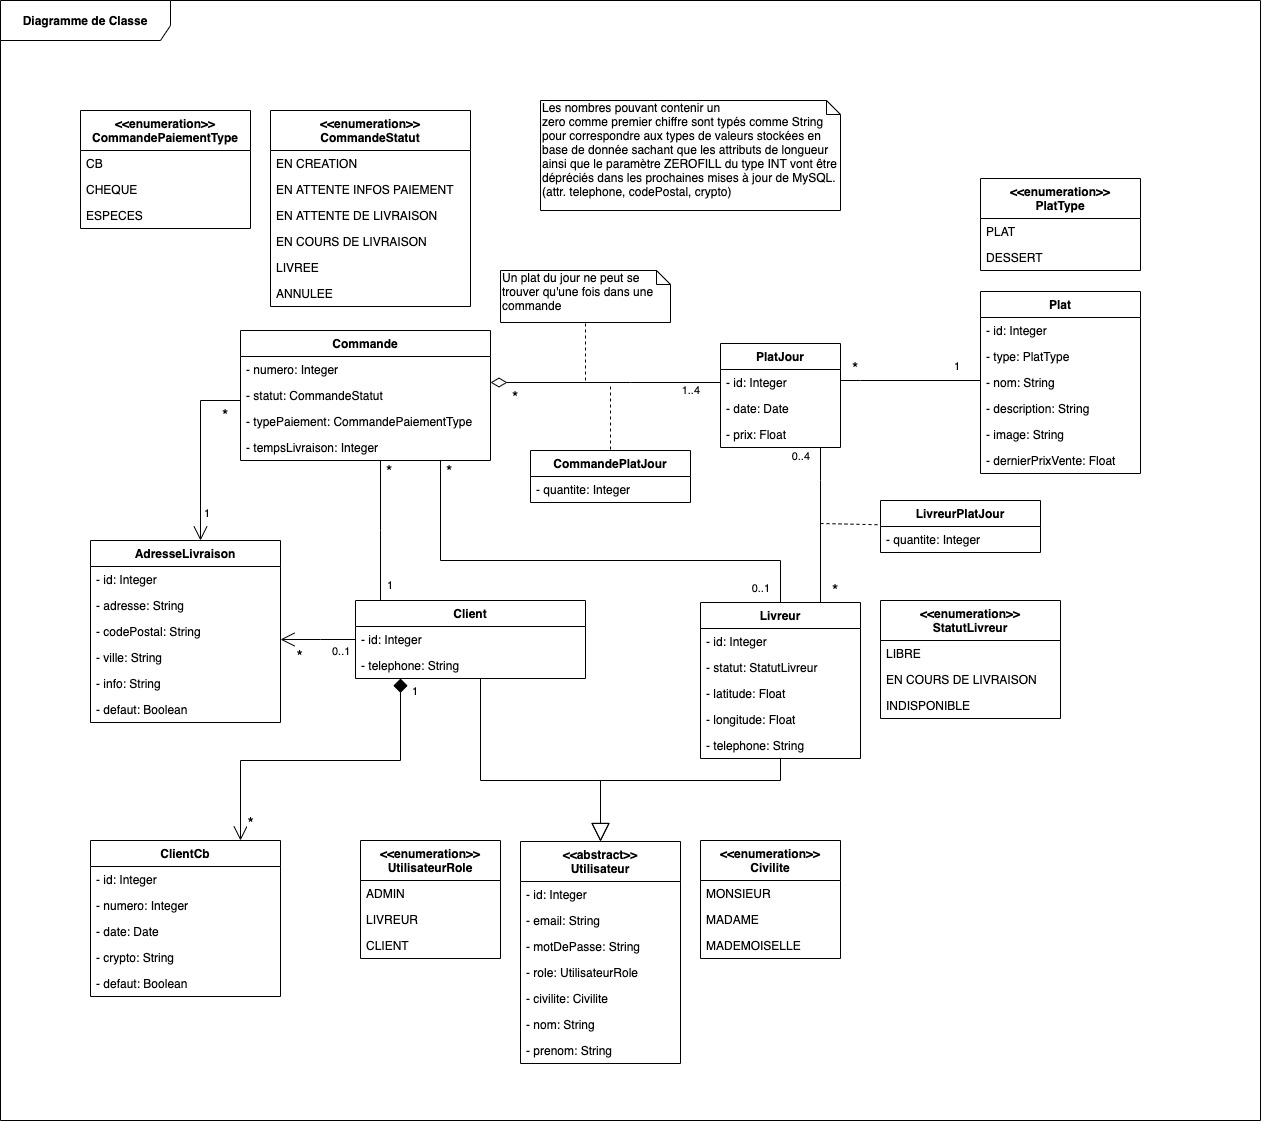 Diagramme de Classe
<<enumeration>>
CommandePaiementType
CB
CHEQUE
ESPECES
<<enumeration>>
CommandeStatut
EN CREATION
EN ATTENTE INFOS PAIEMENT
EN ATTENTE DE LIVRAISON
EN COURS DE LIVRAISON
LIVREE
ANNULEE
Les nombres pouvant contenir un
zero comme premier chiffre sont typés comme String
pour correspondre aux types de valeurs stockées en
base de donnée sachant que les attributs de longueur
ainsi que le paramètre ZEROFILL du type INT vont être
dépréciés dans les prochaines mises à jour de MySQL.
(attr. telephone, codePostal, crypto)
<<enumeration>>
PlatType
PLAT
DESSERT
Un plat du jour ne peut se
trouver qu'une fois dans une
commande
Commande
- numero: Integer
- statut: CommandeStatut
- typePaiement: CommandePaiementType
- tempsLivraison: Integer
*
1..4
PlatJour
- id: Integer
- date: Date
- prix: Float
*
1
Plat
- id: Integer
- type: PlatType
- nom: String
- description: String
- image: String
- dernierPrixVente: Float
CommandePlatJour
- quantite: Integer
*
1
*
1
*
0..1
0..4
*
LivreurPlatJour
- quantite: Integer
AdresseLivraison
- id: Integer
- adresse: String
- codePostal: String
- ville: String
- info: String
- defaut: Boolean
*
0..1
Client
- id: Integer
- telephone: String
1
*
Livreur
- id: Integer
- statut: StatutLivreur
- latitude: Float
- longitude: Float
- telephone: String
<<enumeration>>
StatutLivreur
LIBRE
EN COURS DE LIVRAISON
INDISPONIBLE
ClientCb
- id: Integer
- numero: Integer
- date: Date
- crypto: String
- defaut: Boolean
<<enumeration>>
UtilisateurRole
ADMIN
LIVREUR
CLIENT
<<abstract>>
Utilisateur
- id: Integer
- email: String
- motDePasse: String
- role: UtilisateurRole
- civilite: Civilite
- nom: String
- prenom: String
<<enumeration>>
Civilite
MONSIEUR
MADAME
MADEMOISELLE